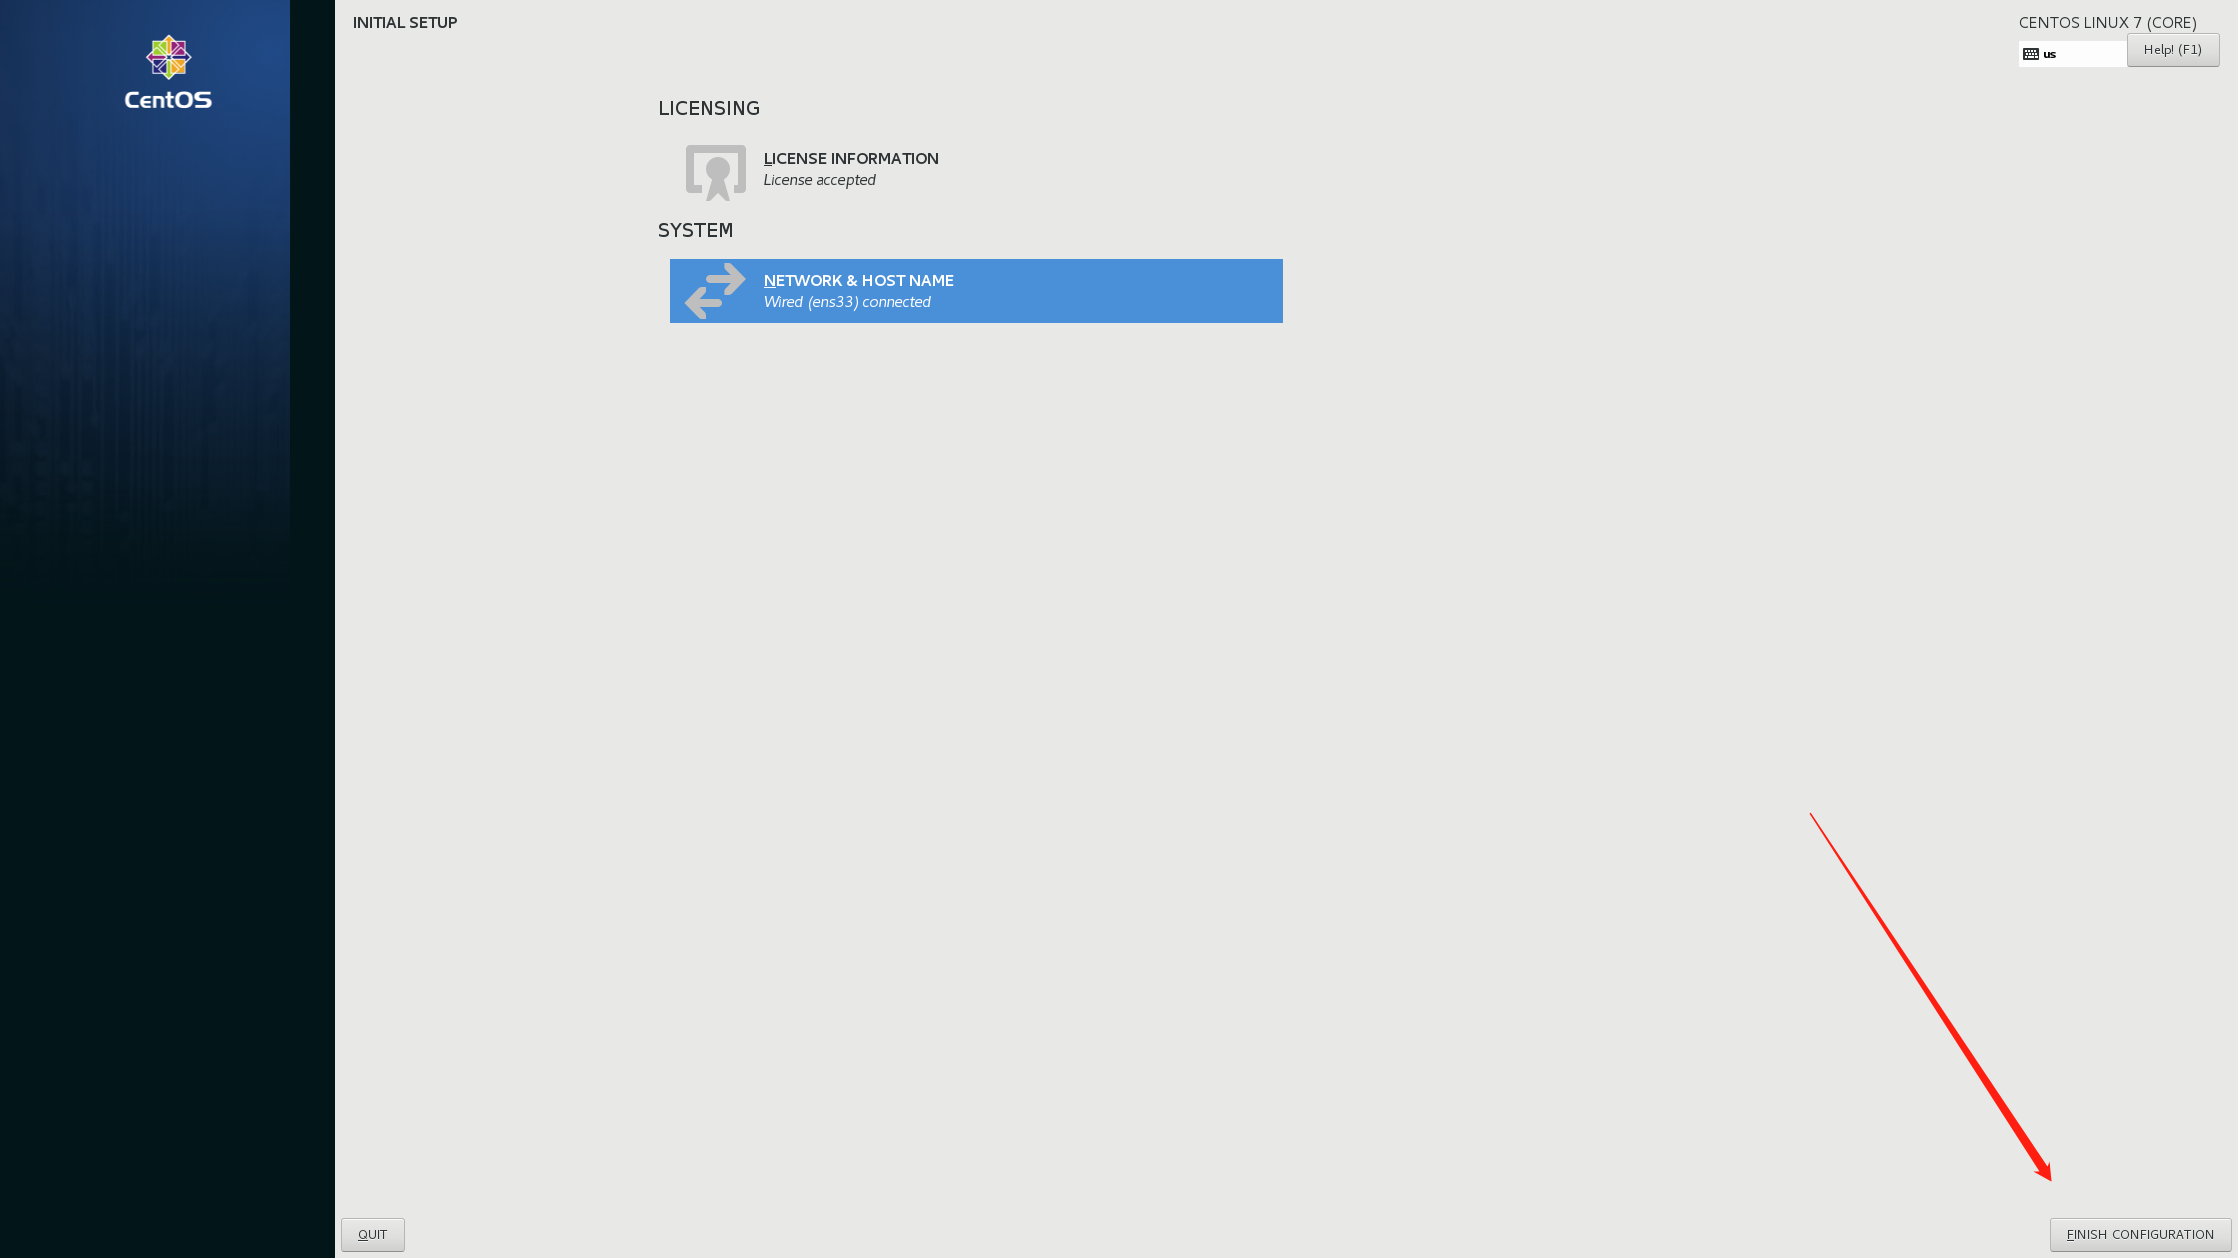 CentOS
INITIAL SETUP
CENTOS LINUX 7 (CORE)
us
Help! (F1)
LICENSING
LICENSE INFORMATION
License accepted
SYSTEM
NETWORK & HOST NAME
Wired (ens33) connected
QUIT
FINISH CONFIGURATION